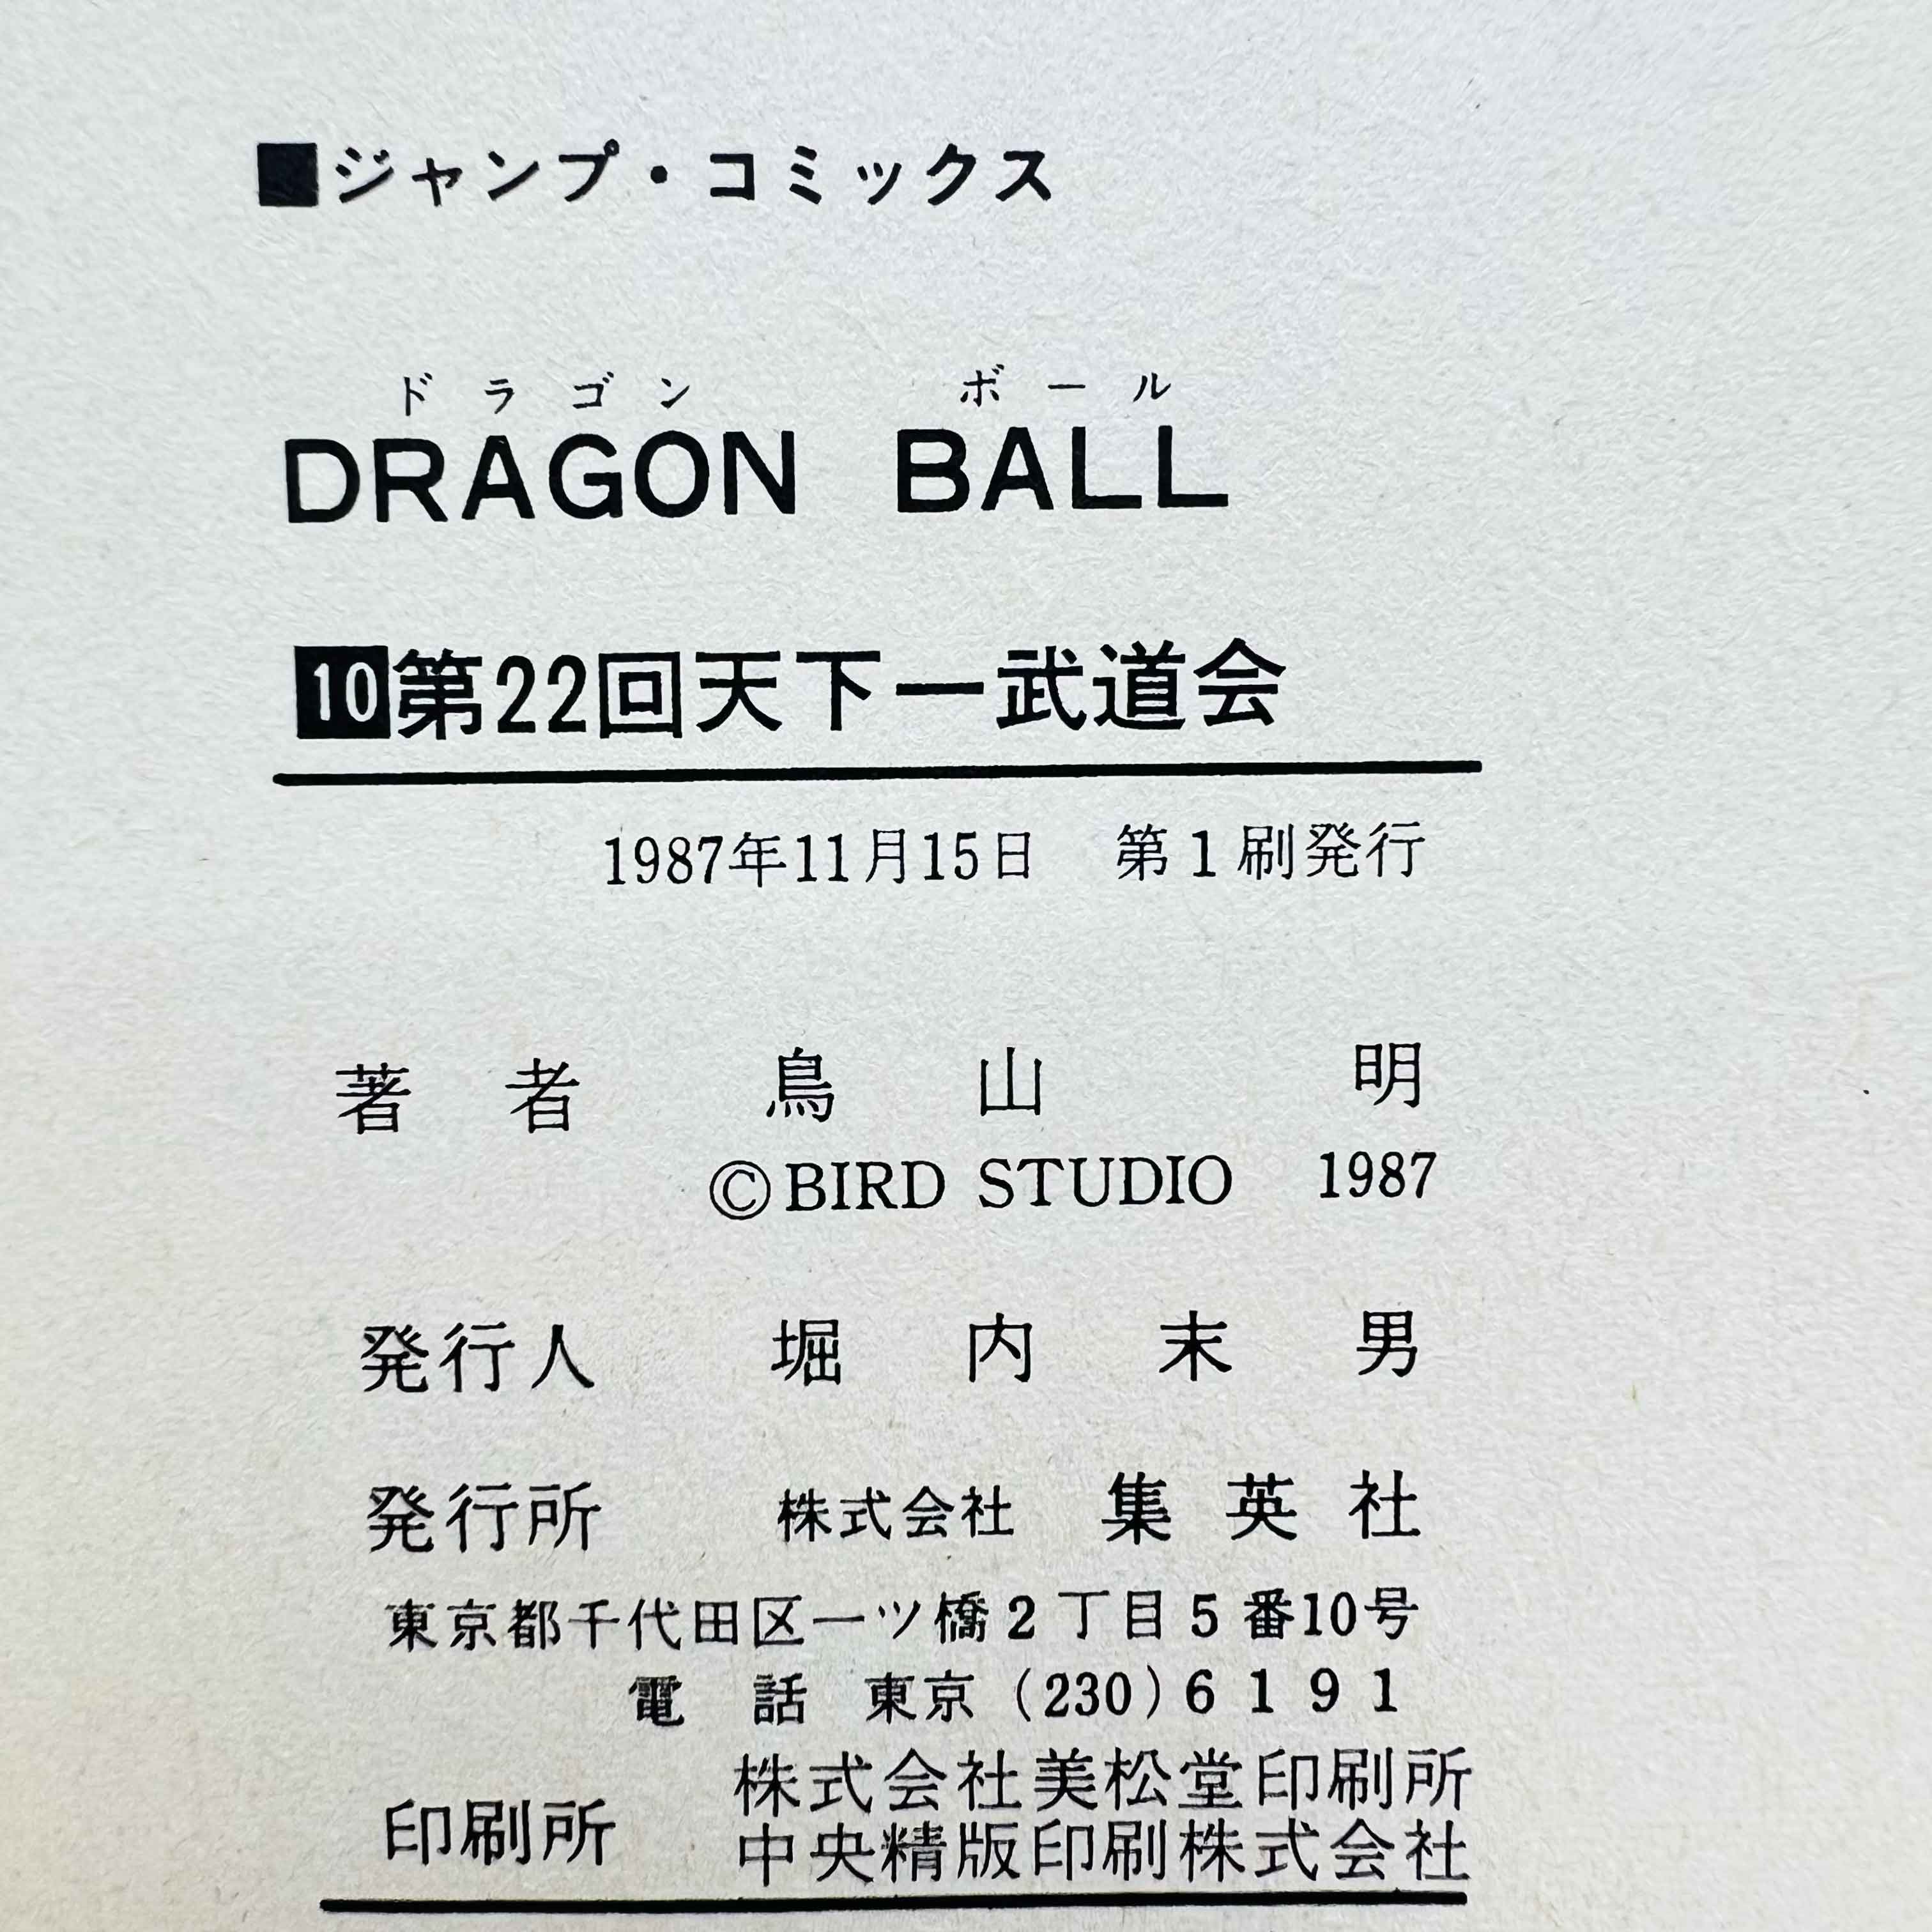 ■ジャンプ・コミックス
ドラゴン ボール
DRAGON BALL
10第22回天下一武道会
1987年11月15日 第1刷発行
著者 鳥山明
©BIRD STUDIO 1987
発行人 堀内末男
発行所 株式会社 集英社
東京都千代田区一ツ橋2丁目5番10号
電話 東京(230)6191
印刷所 株式会社美松堂印刷所
中央精版印刷株式会社